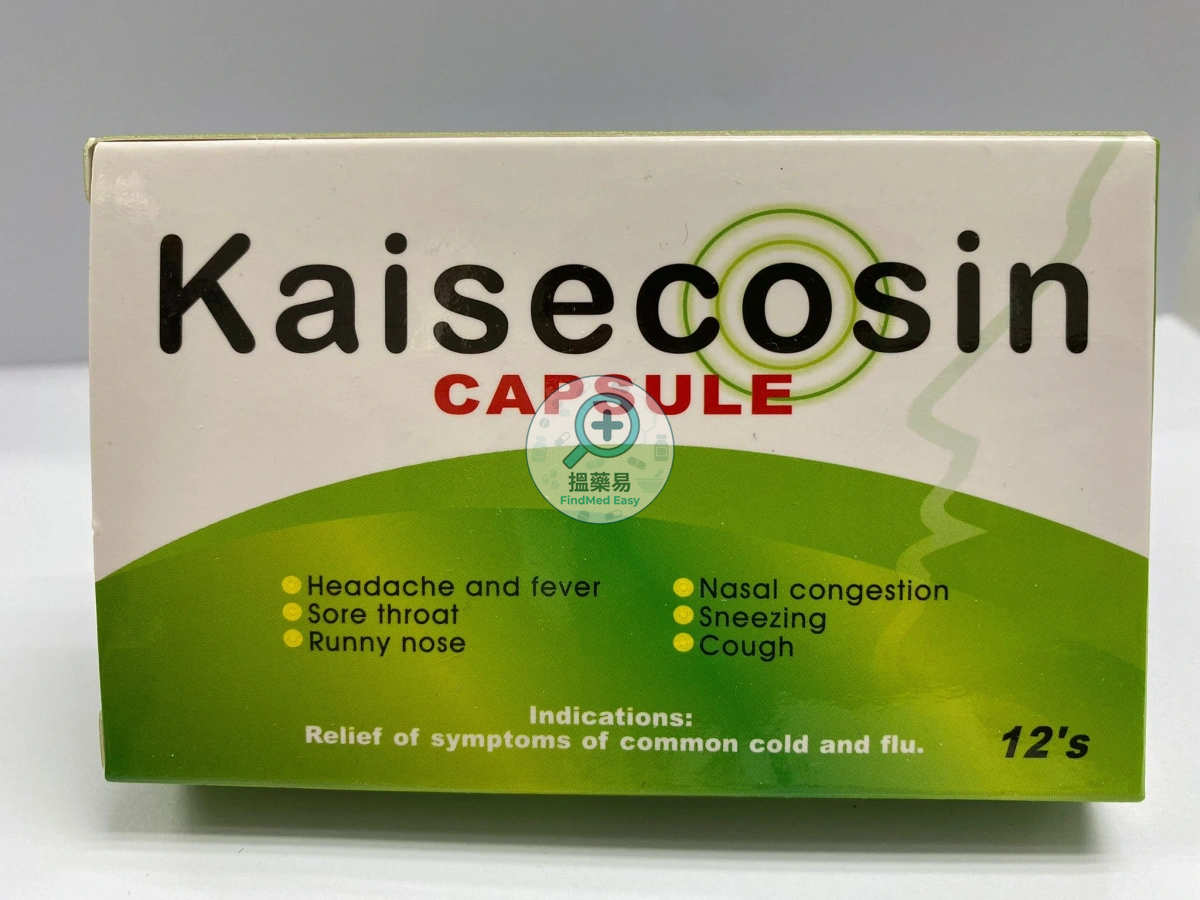 Kaisecosin
CAPSULE
搵藥易
FindMed Easy
Headache and fever
Sore throat
Runny nose
Nasal congestion
Sneezing
Cough
Indications:
Relief of symptoms of common cold and flu.
12's